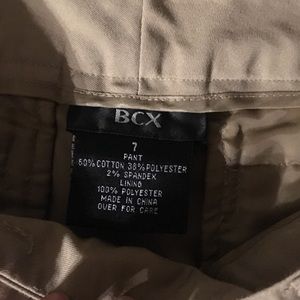 BCX
7
PANT
60% COTTON 38% POLYESTER
2% SPANDEX
LINING
100% POLYESTER
MADE IN CHINA
OVER FOR CARE